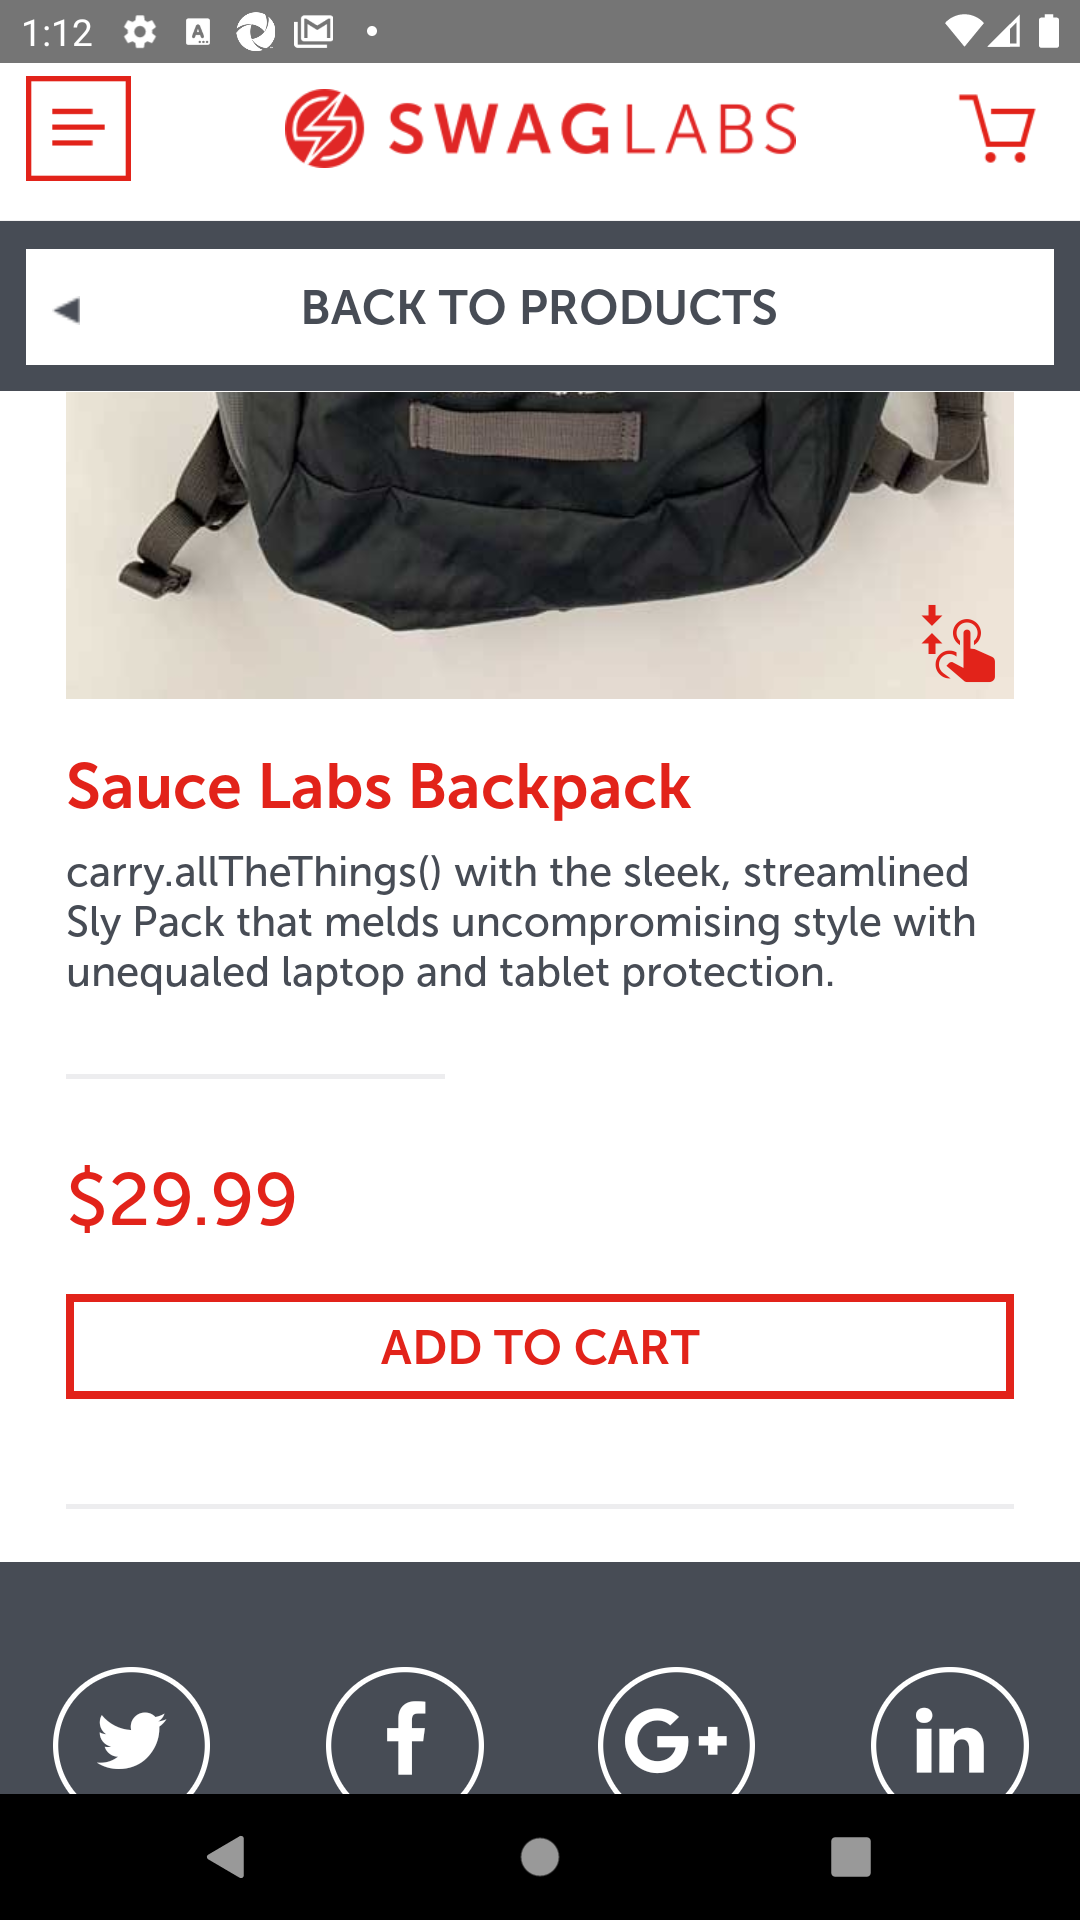 1:12
SWAGLABS
BACK TO PRODUCTS
Sauce Labs Backpack
carry.allTheThings() with the sleek, streamlined
Sly Pack that melds uncompromising style with
unequaled laptop and tablet protection.
$29.99
ADD TO CART